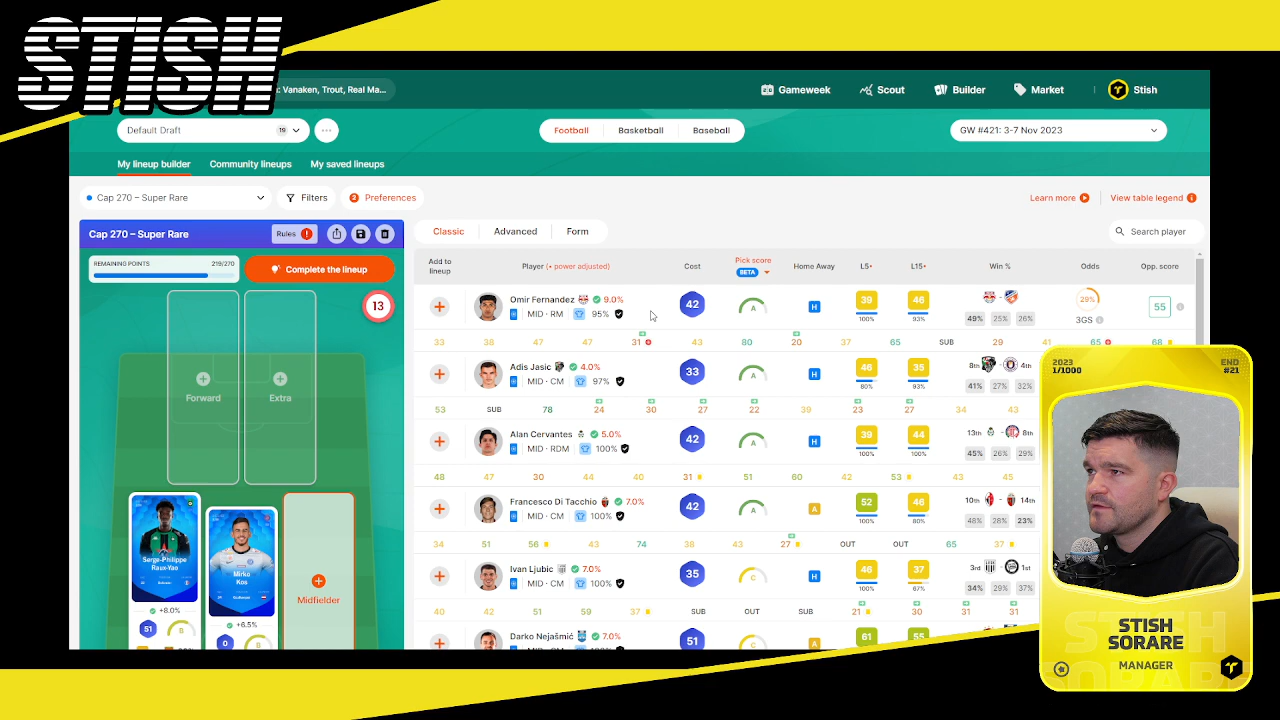 STISH
: Vanaken, Trout, Real Ma...
Gameweek
Scout
Builder
Market
Stish
Default Draft
19
Football
Basketball
Baseball
GW #421: 3-7 Nov 2023
My lineup builder
Community lineups
My saved lineups
Cap 270 – Super Rare
Filters
2 Preferences
Learn more
View table legend
Cap 270 – Super Rare
Rules
REMAINING POINTS 219/270
Complete the lineup
13
Forward
Extra
Serge-Philippe
Raux-Yao
Mirko
Kos
Midfielder
+8.0%
+6.5%
51 B
0
Classic
Advanced
Form
Search player
Add to
lineup
Player (• power adjusted)
Cost
Pick score
BETA
Home Away
L5•
L15•
Win %
Odds
Opp. score
Omir Fernandez 9.0%
MID · RM 95%
42 A H
39 100%
46 93%
49% 25% 26%
29%
3GS
55
33 38 47 47 31 43 80 20 37 65 SUB 29 41 65 68
Adis Jasic 4.0%
MID · CM 97%
33 A H
46 80%
35 93%
8th 4th
41% 27% 32%
53 SUB 78 24 30 27 22 39 23 27 34 43
Alan Cervantes 5.0%
MID · RDM 100%
42 A H
39 100%
44 100%
13th 8th
45% 26% 29%
48 47 30 44 40 31 51 60 42 53 43 45
Francesco Di Tacchio 7.0%
MID · CM 100%
42 A A
52 100%
46 80%
10th 14th
48% 28% 23%
34 51 56 43 74 38 43 27 OUT OUT 65 37
Ivan Ljubic 7.0%
MID · CM 100%
35 C H
46 100%
37 67%
3rd 1st
34% 29% 37%
40 42 51 59 37 SUB OUT SUB 21 30 31 31
Darko Nejašmić 7.0%
51 C A 61 55
2023
1/1000
END
#21
STISH
SORARE
MANAGER